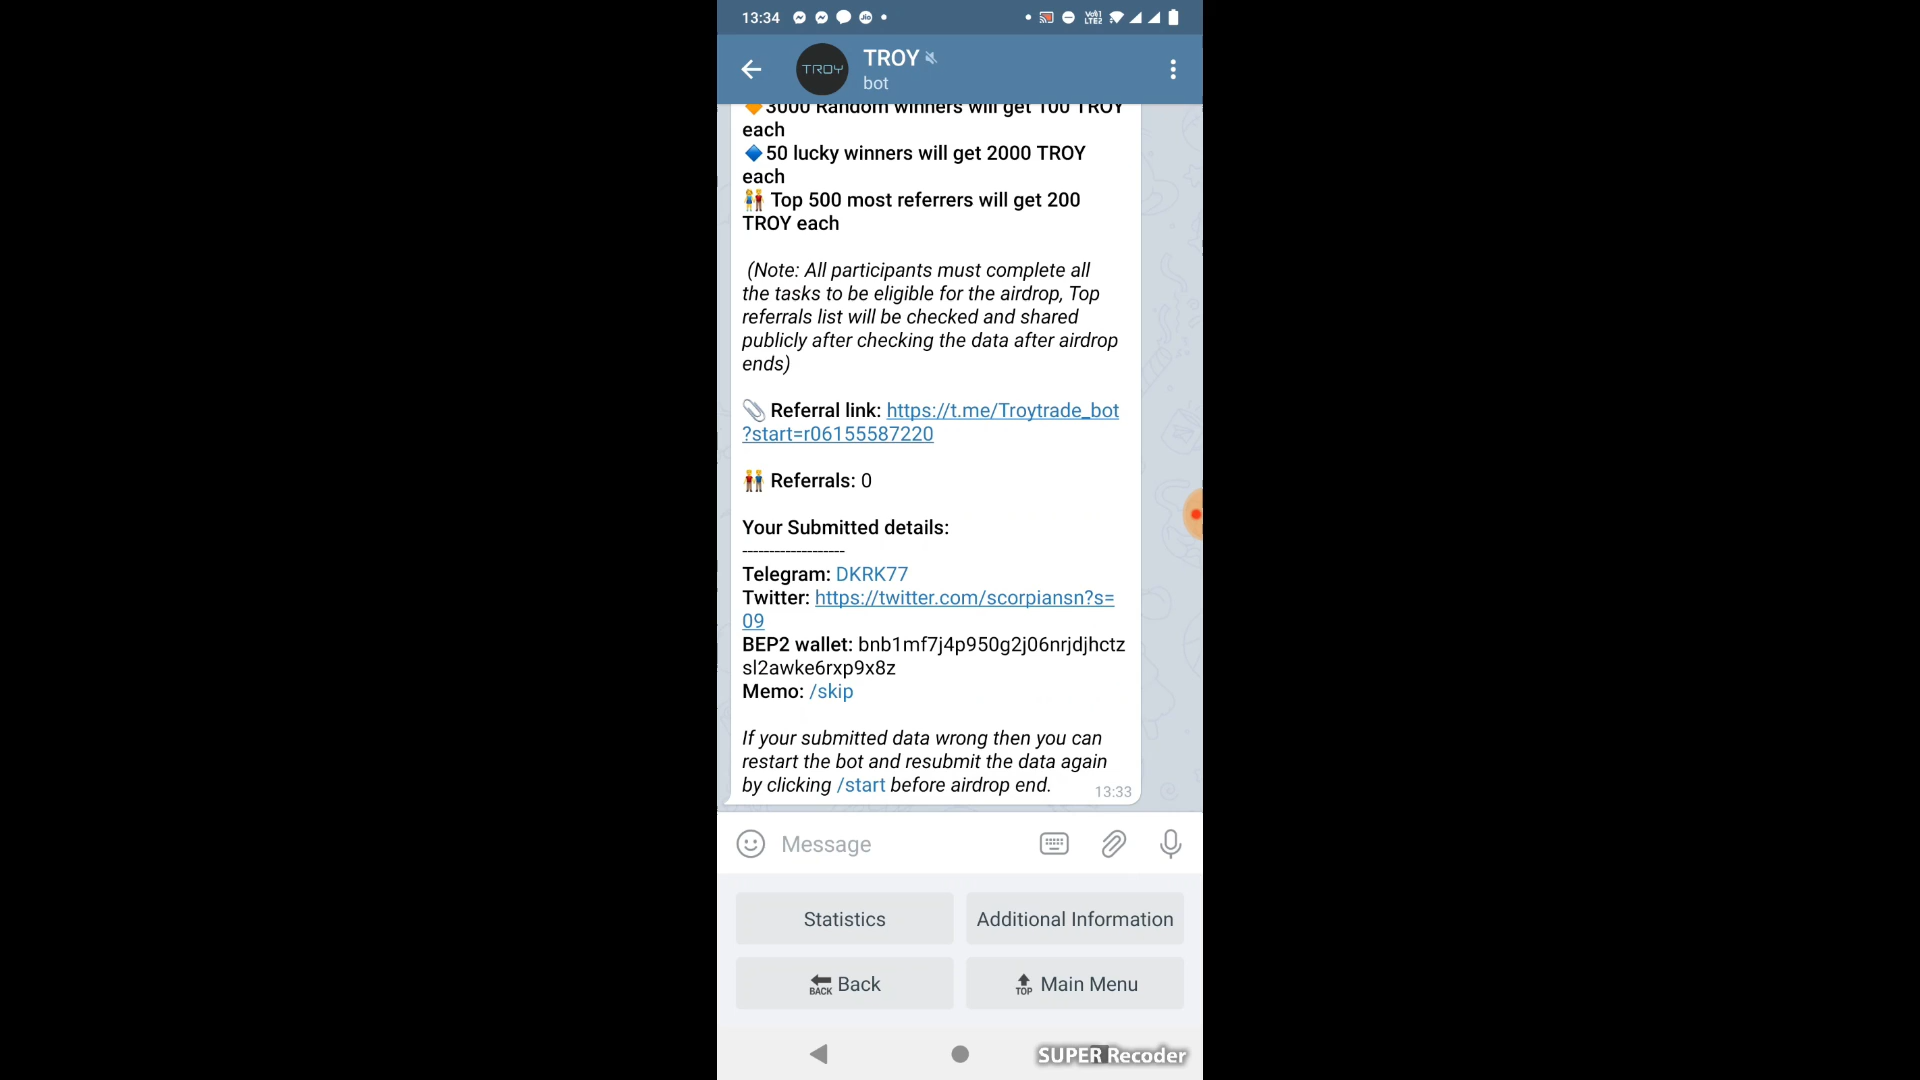 13:34
TROY
TROY
bot
3000 Random winners will get 100 TROY
each
50 lucky winners will get 2000 TROY
each
Top 500 most referrers will get 200
TROY each
(Note: All participants must complete all
the tasks to be eligible for the airdrop, Top
referrals list will be checked and shared
publicly after checking the data after airdrop
ends)
Referral link: https://t.me/Troytrade_bot
?start=r06155587220
Referrals: 0
Your Submitted details:
-------------------
Telegram: DKRK77
Twitter: https://twitter.com/scorpiansn?s=
09
BEP2 wallet: bnb1mf7j4p950g2j06nrjdjhctz
sl2awke6rxp9x8z
Memo: /skip
If your submitted data wrong then you can
restart the bot and resubmit the data again
by clicking /start before airdrop end.
13:33
Message
Statistics
Additional Information
BACK Back
TOP Main Menu
SUPER Recoder